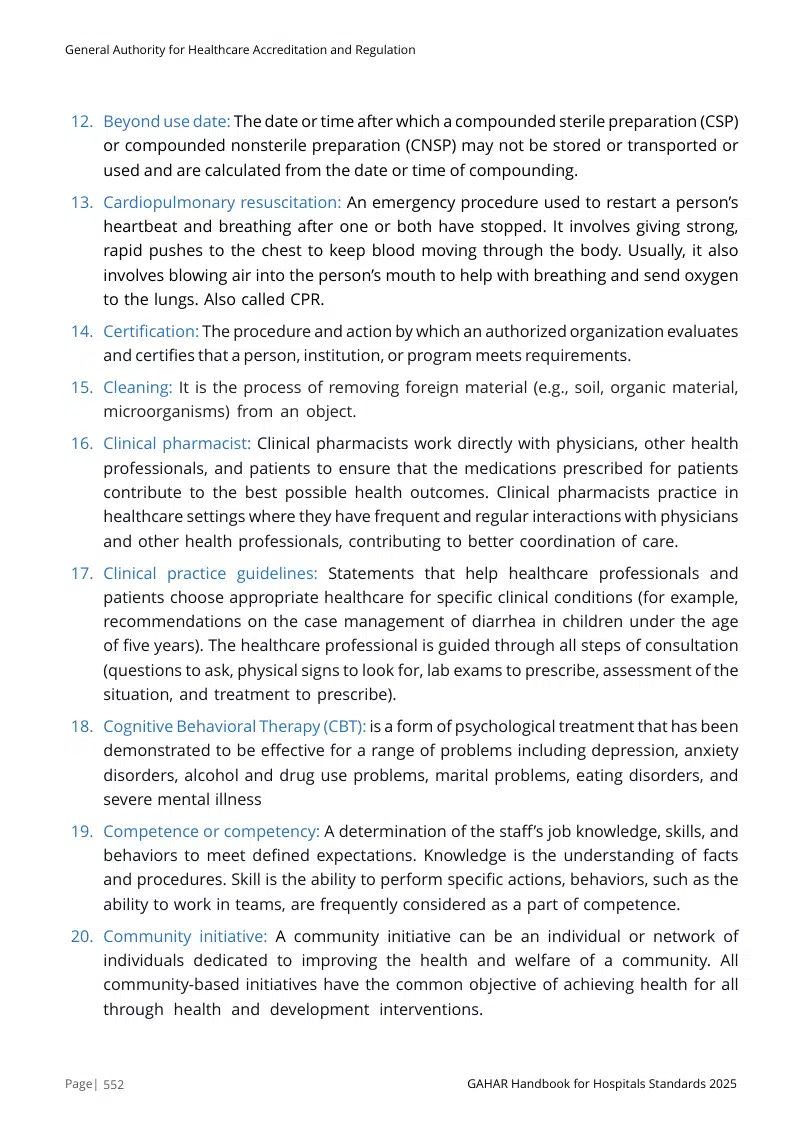 General Authority for Healthcare Accreditation and Regulation
12. Beyond use date: The date or time after which a compounded sterile preparation (CSP)
or compounded nonsterile preparation (CNSP) may not be stored or transported or
used and are calculated from the date or time of compounding.
13. Cardiopulmonary resuscitation: An emergency procedure used to restart a person’s
heartbeat and breathing after one or both have stopped. It involves giving strong,
rapid pushes to the chest to keep blood moving through the body. Usually, it also
involves blowing air into the person’s mouth to help with breathing and send oxygen
to the lungs. Also called CPR.
14. Certification: The procedure and action by which an authorized organization evaluates
and certifies that a person, institution, or program meets requirements.
15. Cleaning: It is the process of removing foreign material (e.g., soil, organic material,
microorganisms) from an object.
16. Clinical pharmacist: Clinical pharmacists work directly with physicians, other health
professionals, and patients to ensure that the medications prescribed for patients
contribute to the best possible health outcomes. Clinical pharmacists practice in
healthcare settings where they have frequent and regular interactions with physicians
and other health professionals, contributing to better coordination of care.
17. Clinical practice guidelines: Statements that help healthcare professionals and
patients choose appropriate healthcare for specific clinical conditions (for example,
recommendations on the case management of diarrhea in children under the age
of five years). The healthcare professional is guided through all steps of consultation
(questions to ask, physical signs to look for, lab exams to prescribe, assessment of the
situation, and treatment to prescribe).
18. Cognitive Behavioral Therapy (CBT): is a form of psychological treatment that has been
demonstrated to be effective for a range of problems including depression, anxiety
disorders, alcohol and drug use problems, marital problems, eating disorders, and
severe mental illness
19. Competence or competency: A determination of the staff’s job knowledge, skills, and
behaviors to meet defined expectations. Knowledge is the understanding of facts
and procedures. Skill is the ability to perform specific actions, behaviors, such as the
ability to work in teams, are frequently considered as a part of competence.
20. Community initiative: A community initiative can be an individual or network of
individuals dedicated to improving the health and welfare of a community. All
community-based initiatives have the common objective of achieving health for all
through health and development interventions.
Page| 552 GAHAR Handbook for Hospitals Standards 2025